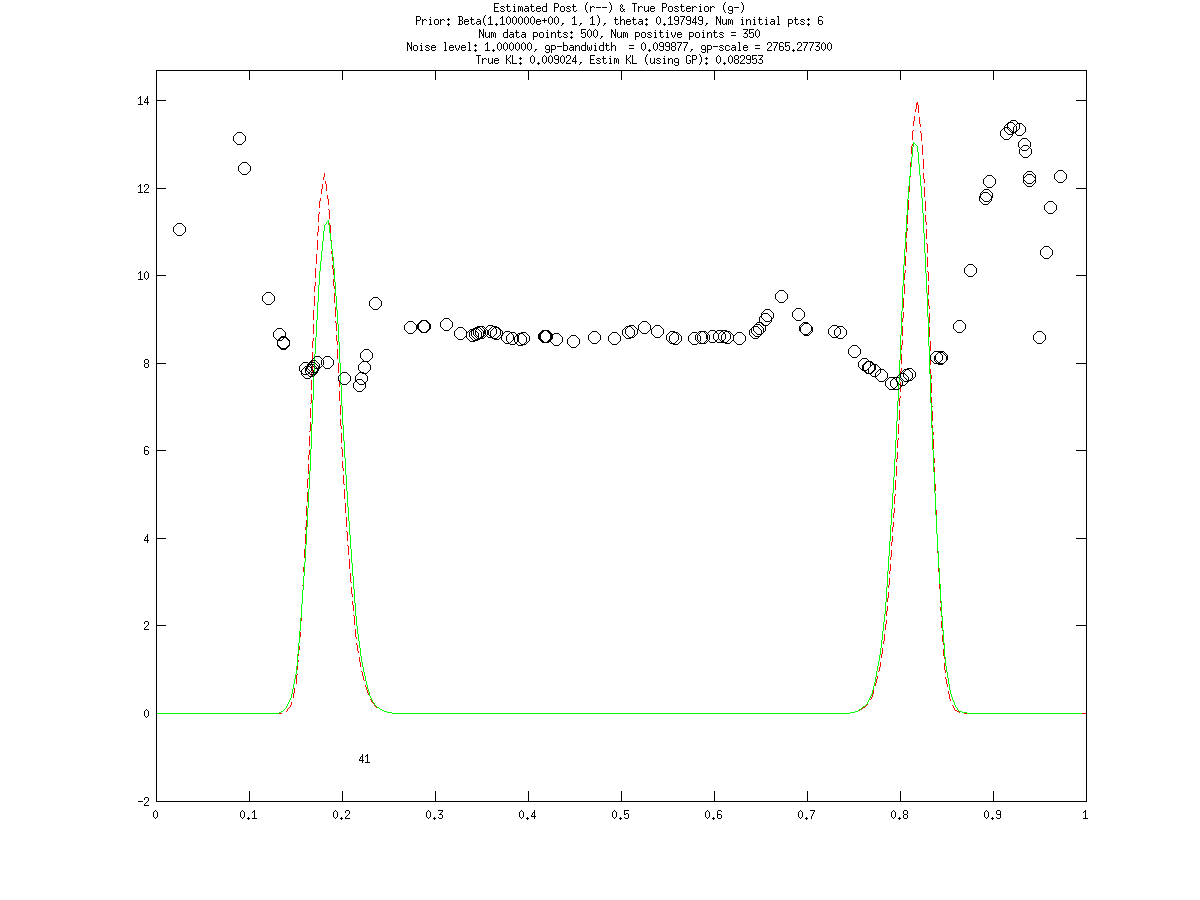 Estimated Post (r--) & True Posterior (g-)
Prior: Beta(1.100000e+00, 1, 1), theta: 0.197949, Num initial pts: 6
Num data points: 500, Num positive points = 350
Noise level: 1.000000, gp-bandwidth  = 0.099877, gp-scale = 2765.277300
True KL: 0.009024, Estim KL (using GP): 0.082953
14
12
10
8
6
4
2
0
41
-2
0 0.1 0.2 0.3 0.4 0.5 0.6 0.7 0.8 0.9 1